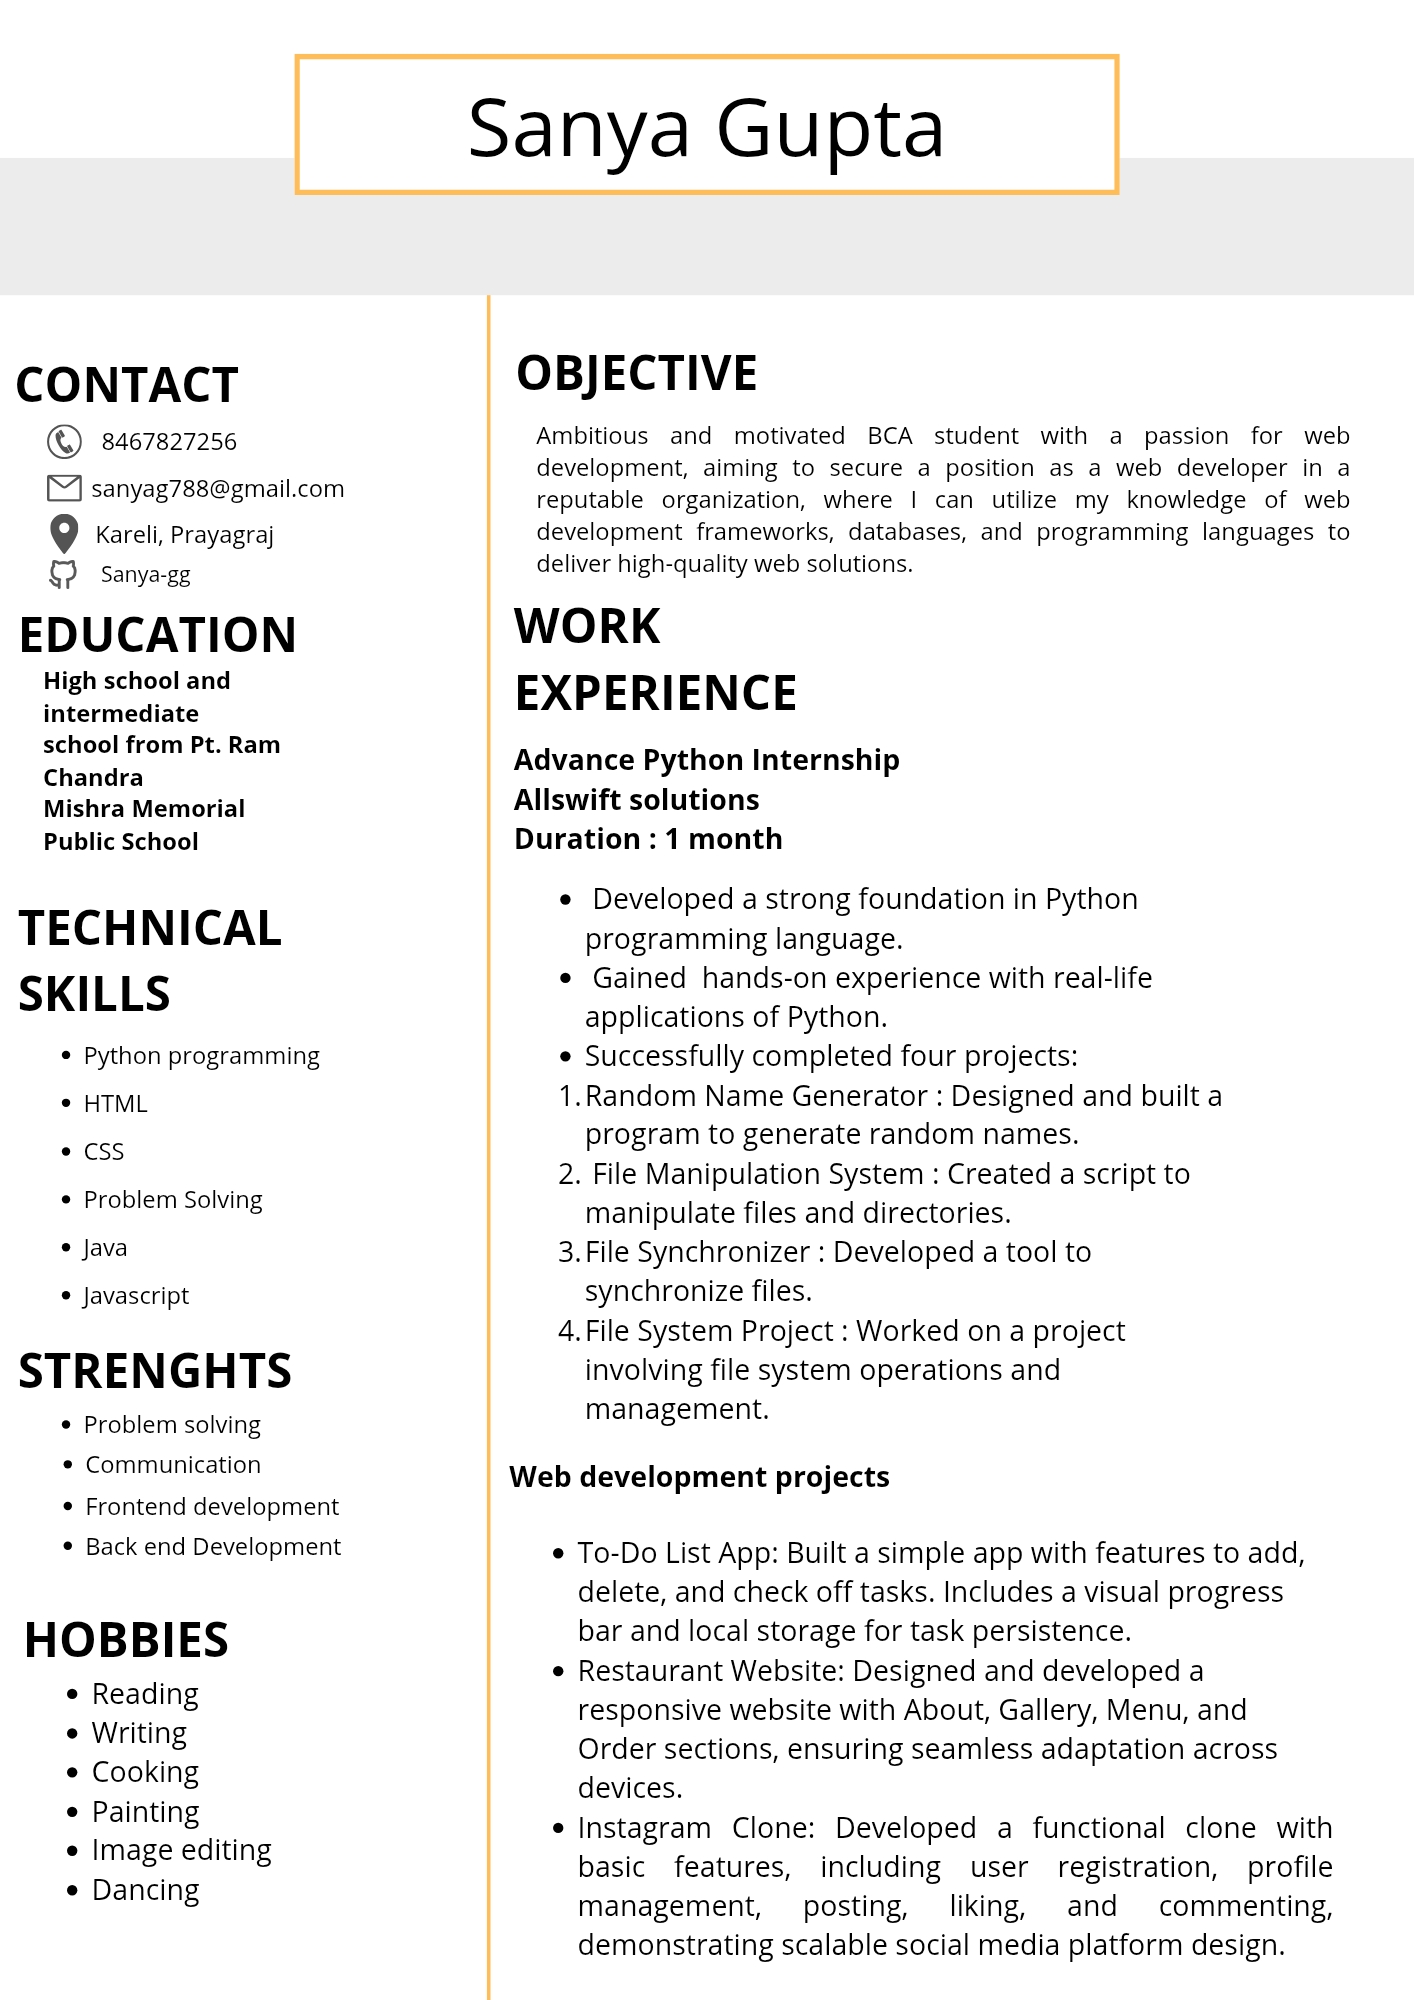 Sanya Gupta
CONTACT
8467827256
sanyag788@gmail.com
Kareli, Prayagraj
Sanya-gg
EDUCATION
High school and
intermediate
school from Pt. Ram
Chandra
Mishra Memorial
Public School
TECHNICAL
SKILLS
• Python programming
• HTML
• CSS
• Problem Solving
• Java
• Javascript
STRENGHTS
• Problem solving
• Communication
• Frontend development
• Back end Development
HOBBIES
• Reading
• Writing
• Cooking
• Painting
• Image editing
• Dancing
OBJECTIVE
Ambitious and motivated BCA student with a passion for web
development, aiming to secure a position as a web developer in a
reputable organization, where I can utilize my knowledge of web
development frameworks, databases, and programming languages to
deliver high-quality web solutions.
WORK
EXPERIENCE
Advance Python Internship
Allswift solutions
Duration : 1 month
• Developed a strong foundation in Python
programming language.
• Gained hands-on experience with real-life
applications of Python.
• Successfully completed four projects:
1. Random Name Generator : Designed and built a
program to generate random names.
2. File Manipulation System : Created a script to
manipulate files and directories.
3. File Synchronizer : Developed a tool to
synchronize files.
4. File System Project : Worked on a project
involving file system operations and
management.
Web development projects
• To-Do List App: Built a simple app with features to add,
delete, and check off tasks. Includes a visual progress
bar and local storage for task persistence.
• Restaurant Website: Designed and developed a
responsive website with About, Gallery, Menu, and
Order sections, ensuring seamless adaptation across
devices.
• Instagram Clone: Developed a functional clone with
basic features, including user registration, profile
management, posting, liking, and commenting,
demonstrating scalable social media platform design.